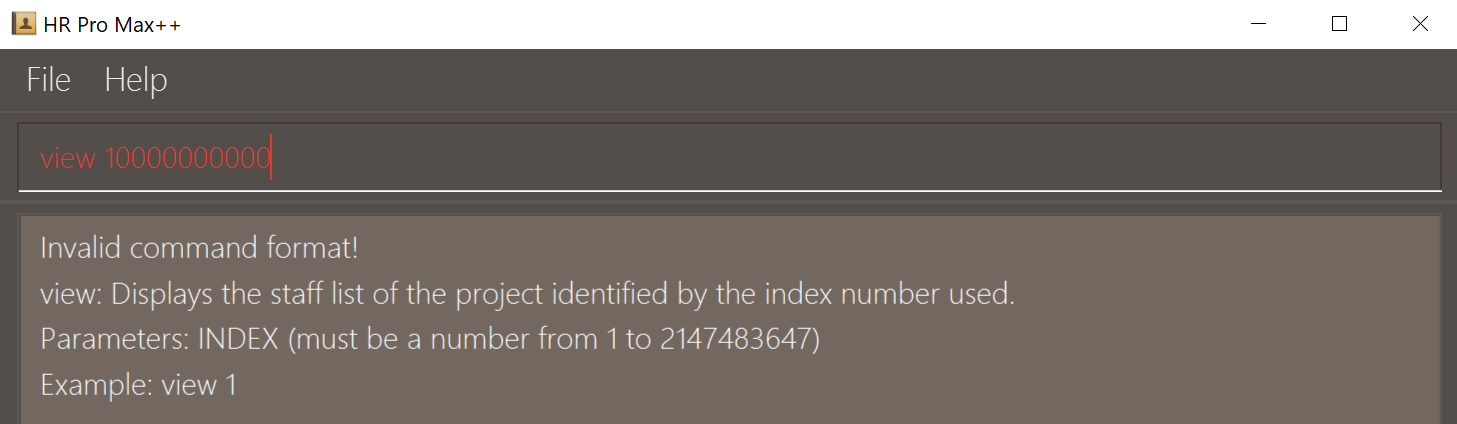 HR Pro Max++
File Help
view 10000000000
Invalid command format!
view: Displays the staff list of the project identified by the index number used.
Parameters: INDEX (must be a number from 1 to 2147483647)
Example: view 1